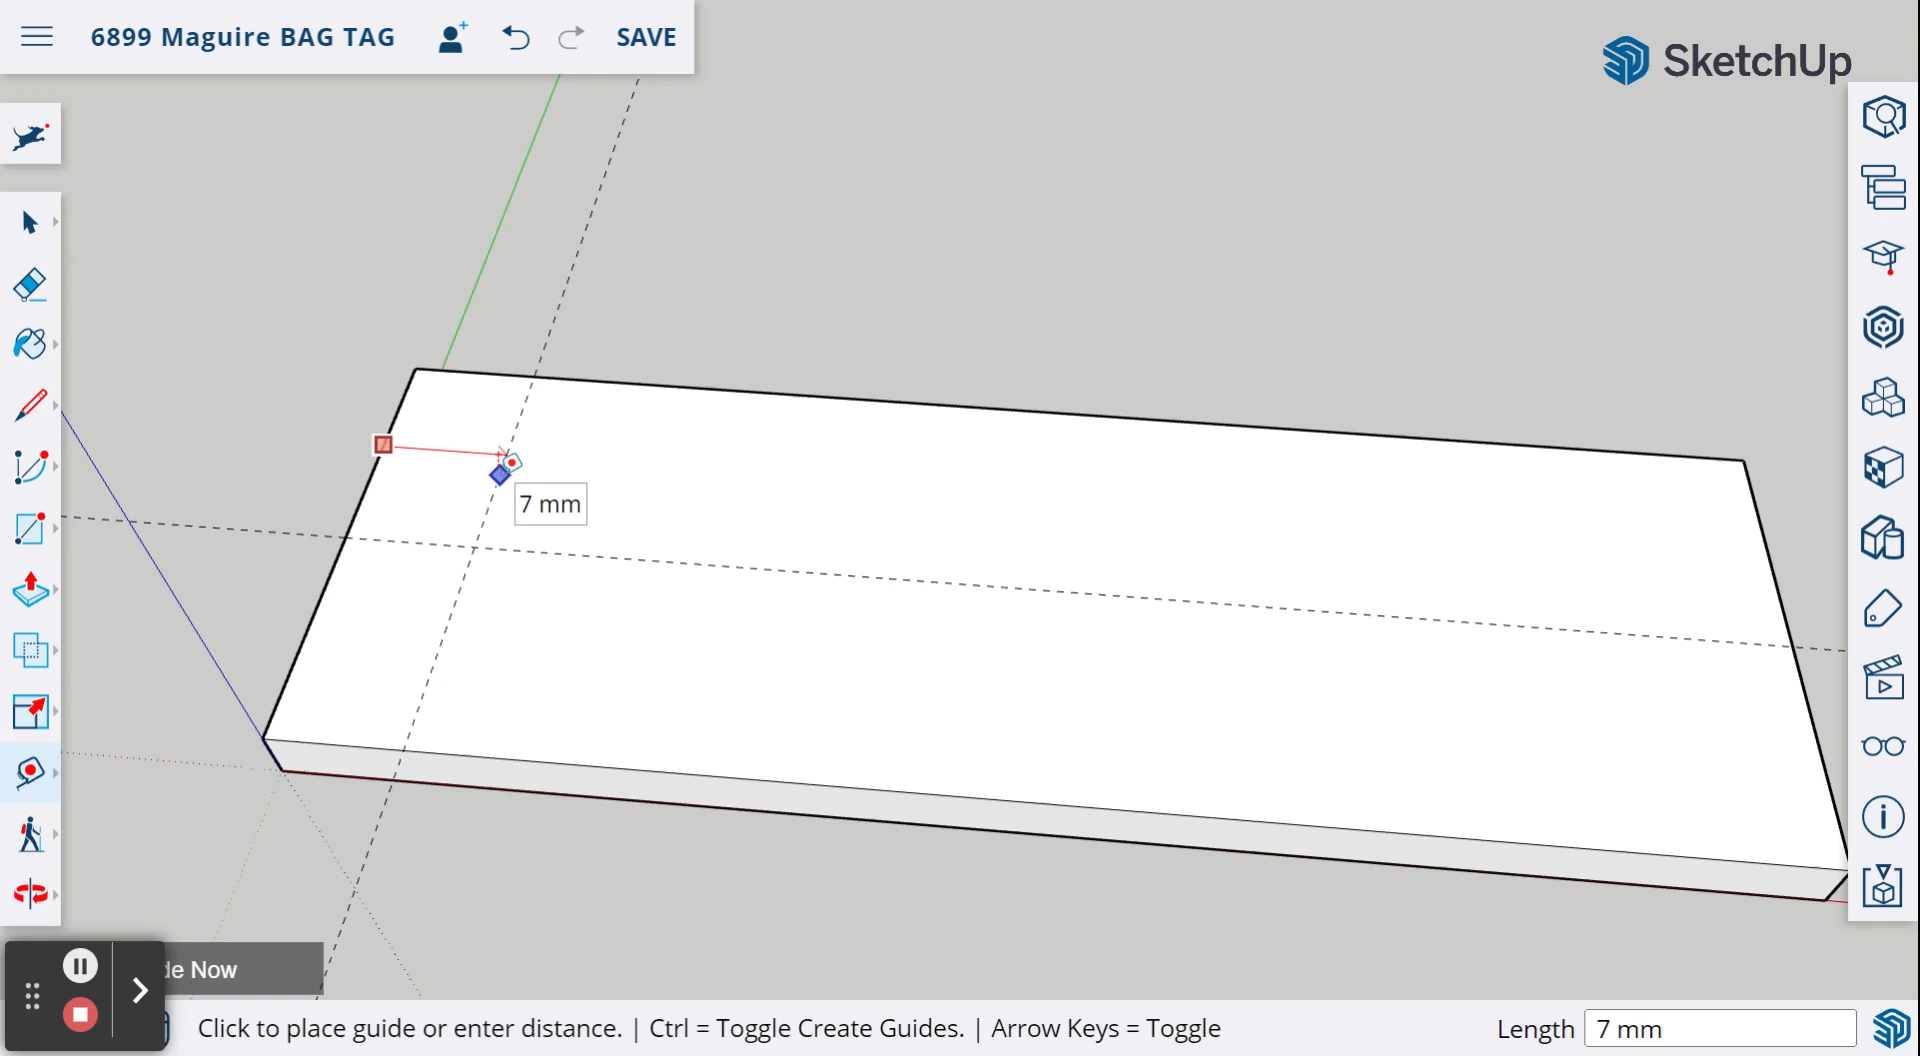 6899 Maguire BAG TAG
SAVE
SketchUp
7 mm
de Now
Click to place guide or enter distance. | Ctrl = Toggle Create Guides. | Arrow Keys = Toggle
Length 7 mm